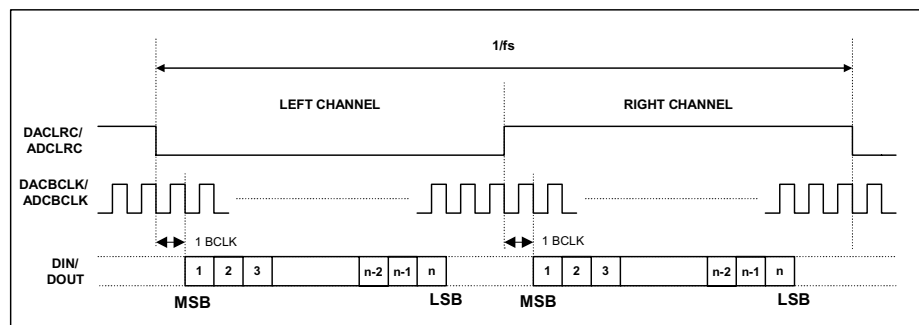 1/fs
LEFT CHANNEL
RIGHT CHANNEL
DACLRC/
ADCLRC
DACBCLK/
ADCBCLK
1 BCLK
1 BCLK
DIN/
DOUT
1 2 3 n-2 n-1 n 1 2 3 n-2 n-1 n
MSB LSB MSB LSB